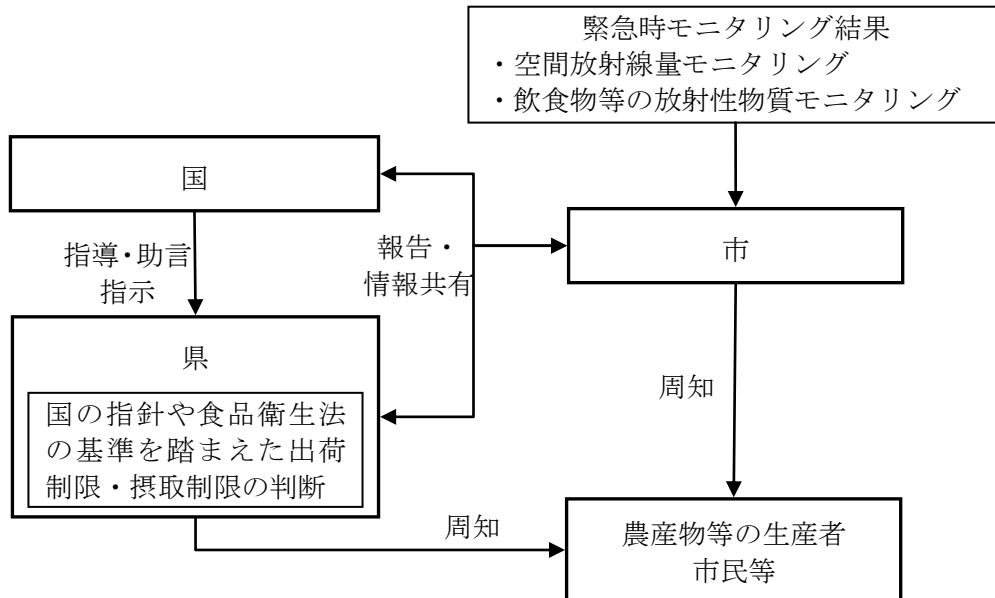 緊急時モニタリング結果
・空間放射線量モニタリング
・飲食物等の放射性物質モニタリング
国
市
指導・助言
指示
報告・
情報共有
県
国の指針や食品衛生法
の基準を踏まえた出荷
制限・摂取制限の判断
周知
周知
農産物等の生産者
市民等